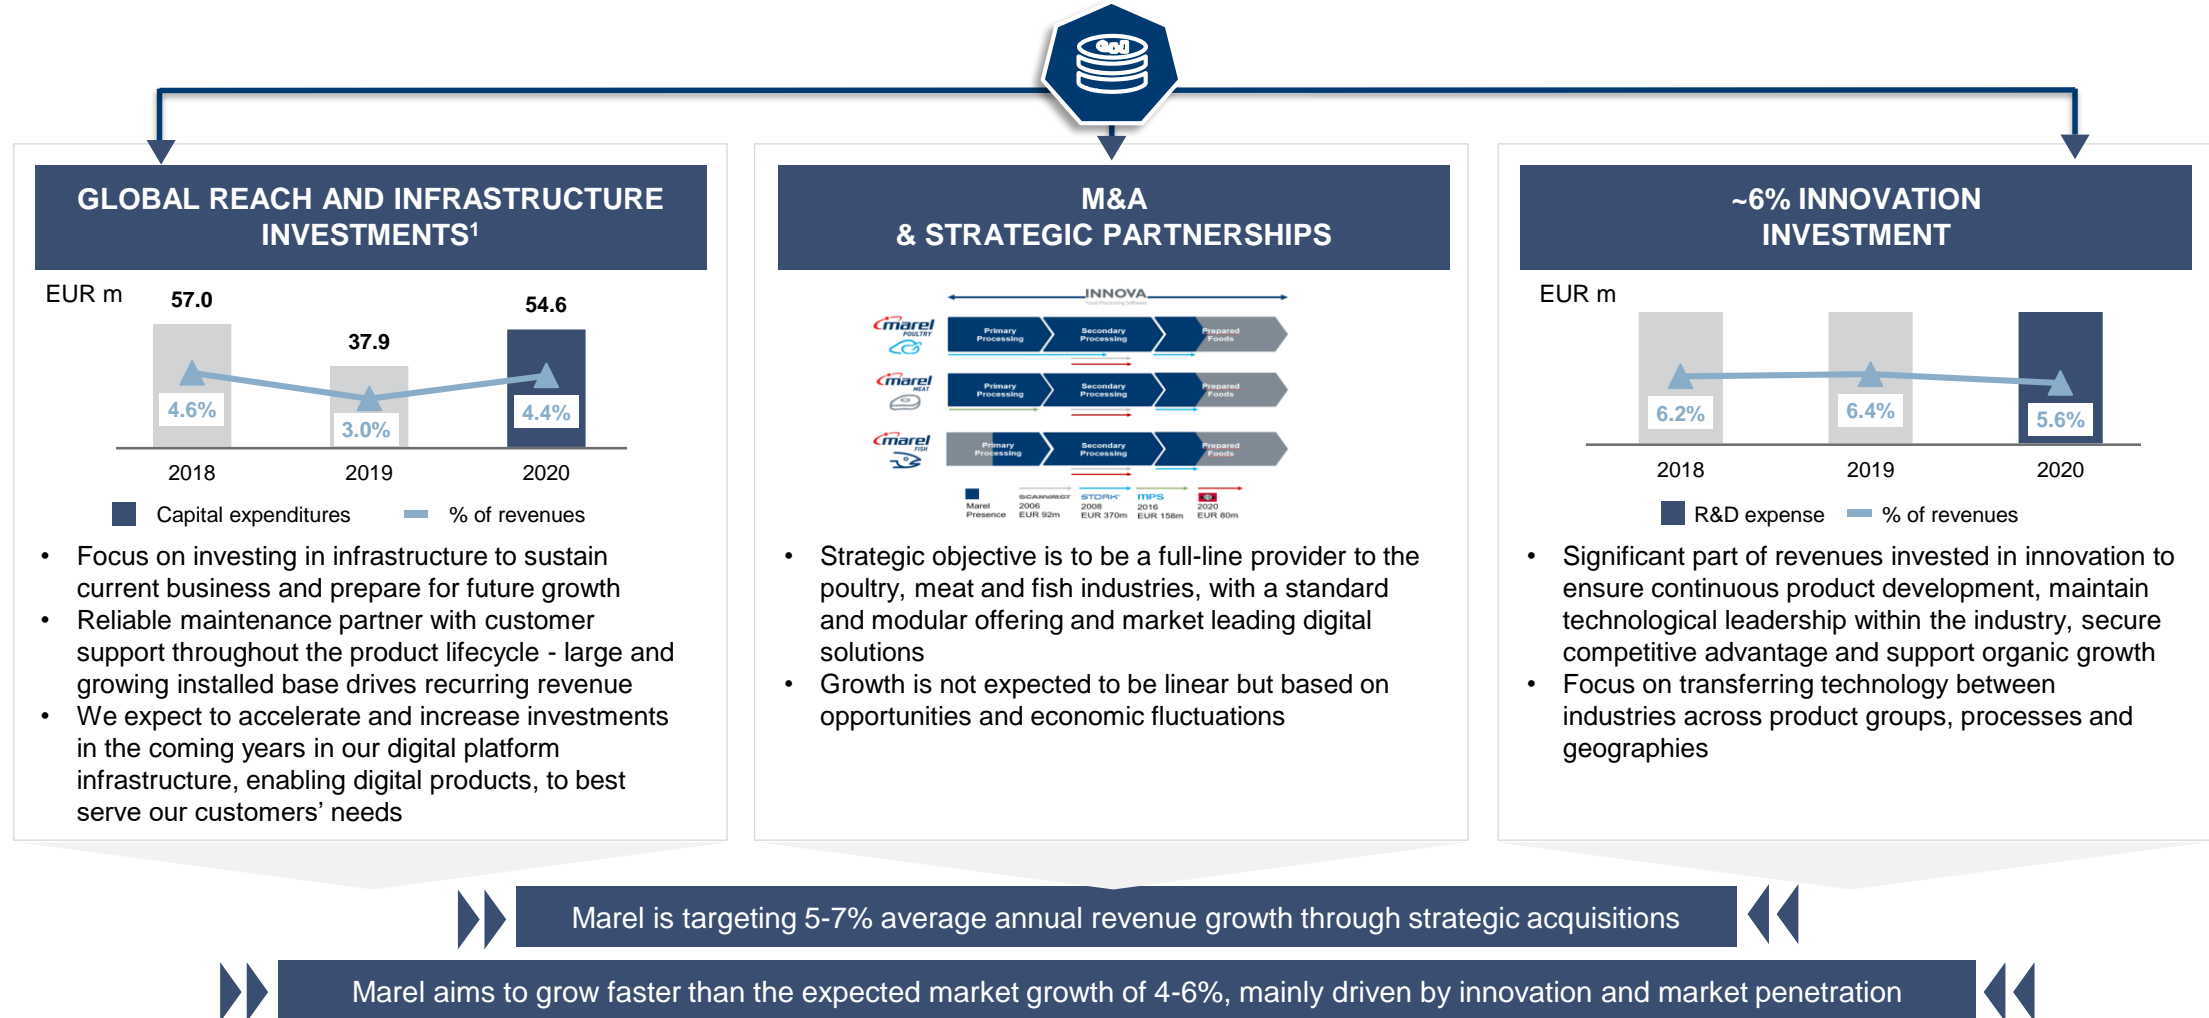 GLOBAL REACH AND INFRASTRUCTURE
INVESTMENTS¹
EUR m
57.0
37.9
54.6
4.6%
3.0%
4.4%
2018
2019
2020
Capital expenditures
% of revenues
• Focus on investing in infrastructure to sustain
current business and prepare for future growth
• Reliable maintenance partner with customer
support throughout the product lifecycle - large and
growing installed base drives recurring revenue
• We expect to accelerate and increase investments
in the coming years in our digital platform
infrastructure, enabling digital products, to best
serve our customers’ needs
M&A
& STRATEGIC PARTNERSHIPS
INNOVA
Food Processing Software
marel
POULTRY
Primary
Processing
Secondary
Processing
Prepared
Foods
marel
MEAT
Primary
Processing
Secondary
Processing
Prepared
Foods
marel
FISH
Primary
Processing
Secondary
Processing
Prepared
Foods
Marel
Presence
SCANVAEGT
2006
EUR 92m
STORK
2008
EUR 370m
MPS
2016
EUR 158m
2020
EUR 80m
• Strategic objective is to be a full-line provider to the
poultry, meat and fish industries, with a standard
and modular offering and market leading digital
solutions
• Growth is not expected to be linear but based on
opportunities and economic fluctuations
~6% INNOVATION
INVESTMENT
EUR m
6.2%
6.4%
5.6%
2018
2019
2020
R&D expense
% of revenues
• Significant part of revenues invested in innovation to
ensure continuous product development, maintain
technological leadership within the industry, secure
competitive advantage and support organic growth
• Focus on transferring technology between
industries across product groups, processes and
geographies
Marel is targeting 5-7% average annual revenue growth through strategic acquisitions
Marel aims to grow faster than the expected market growth of 4-6%, mainly driven by innovation and market penetration